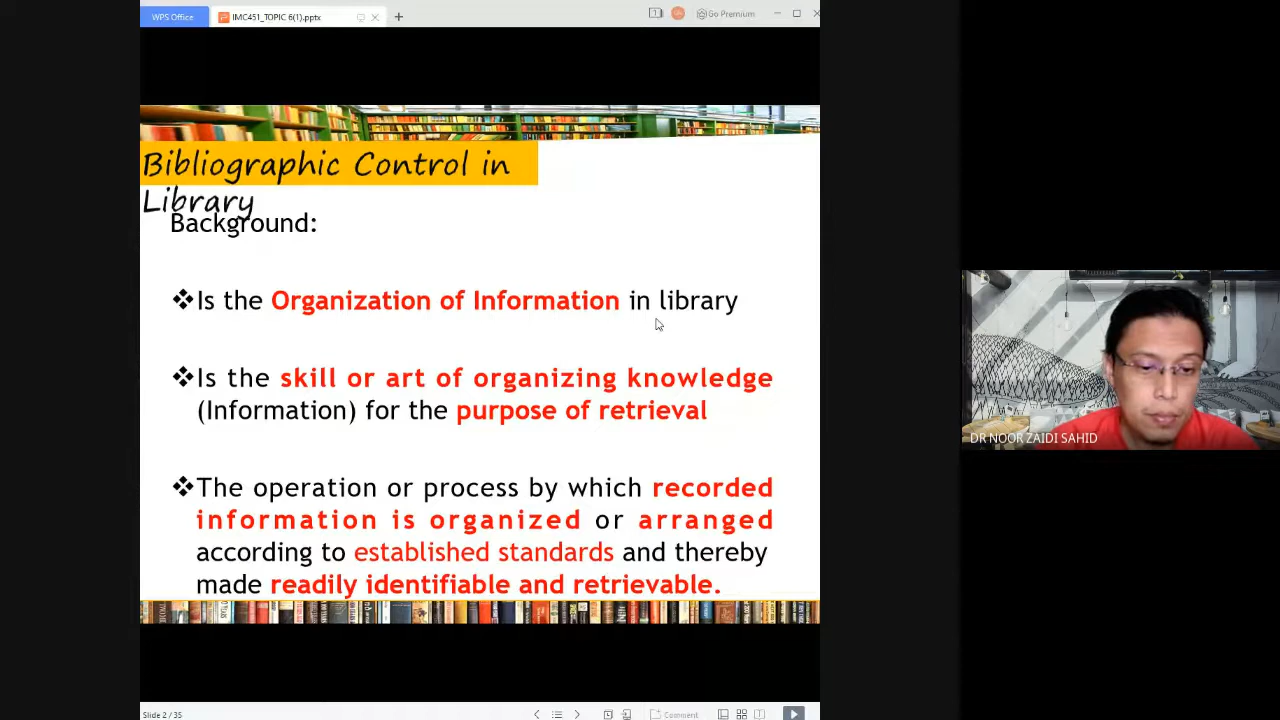 WPS Office
IMC451_TOPIC 6(1).pptx
Go Premium
Bibliographic Control in
Library
Background:
❖Is the Organization of Information in library
❖Is the skill or art of organizing knowledge
(Information) for the purpose of retrieval
❖The operation or process by which recorded
information is organized or arranged
according to established standards and thereby
made readily identifiable and retrievable.
DR NOOR ZAIDI SAHID
Slide 2 / 35
Comment